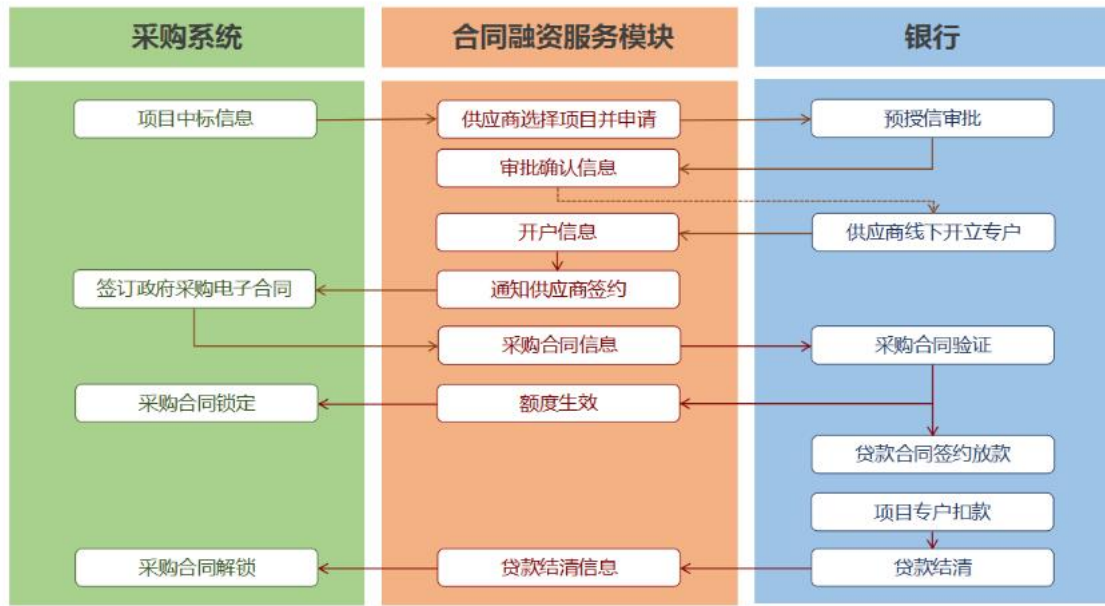 采购系统
合同融资服务模块
银行
项目中标信息
供应商选择项目并申请
预授信审批
审批确认信息
开户信息
供应商线下开立专户
签订政府采购电子合同
通知供应商签约
采购合同信息
采购合同验证
采购合同锁定
额度生效
贷款合同签约放款
项目专户扣款
采购合同解锁
贷款结清信息
贷款结清